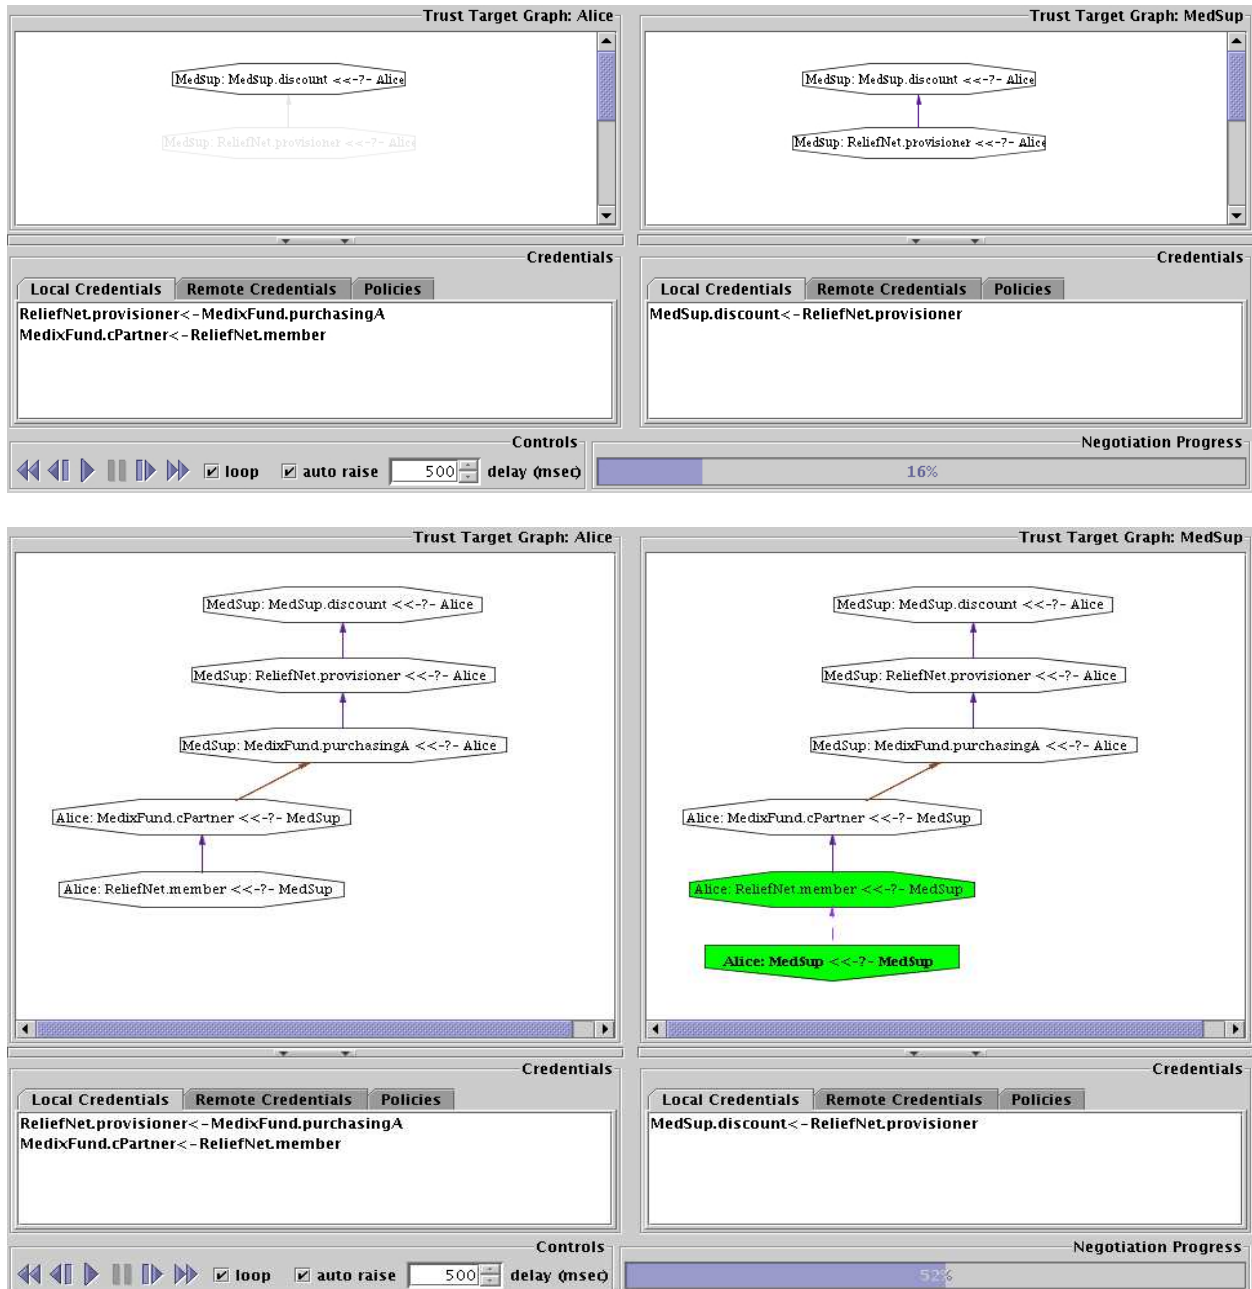 Trust Target Graph: Alice
Trust Target Graph: MedSup
MedSup: MedSup.discount <<-?- Alice
MedSup: ReliefNet.provisioner <<-?- Alice
MedSup: MedSup.discount <<-?- Alice
MedSup: ReliefNet.provisioner <<-?- Alice
Credentials
Credentials
Local Credentials Remote Credentials Policies
ReliefNet.provisioner<-MedixFund.purchasingA
MedixFund.cPartner<-ReliefNet.member
Local Credentials Remote Credentials Policies
MedSup.discount<-ReliefNet.provisioner
Controls
loop auto raise 500 delay (msec)
Negotiation Progress
16%
Trust Target Graph: Alice
Trust Target Graph: MedSup
MedSup: MedSup.discount <<-?- Alice
MedSup: ReliefNet.provisioner <<-?- Alice
MedSup: MedixFund.purchasingA <<-?- Alice
Alice: MedixFund.cPartner <<-?- MedSup
Alice: ReliefNet.member <<-?- MedSup
MedSup: MedSup.discount <<-?- Alice
MedSup: ReliefNet.provisioner <<-?- Alice
MedSup: MedixFund.purchasingA <<-?- Alice
Alice: MedixFund.cPartner <<-?- MedSup
Alice: ReliefNet.member <<-?- MedSup
Alice: MedSup <<-?- MedSup
Credentials
Credentials
Local Credentials Remote Credentials Policies
ReliefNet.provisioner<-MedixFund.purchasingA
MedixFund.cPartner<-ReliefNet.member
Local Credentials Remote Credentials Policies
MedSup.discount<-ReliefNet.provisioner
Controls
loop auto raise 500 delay (msec)
Negotiation Progress
52%